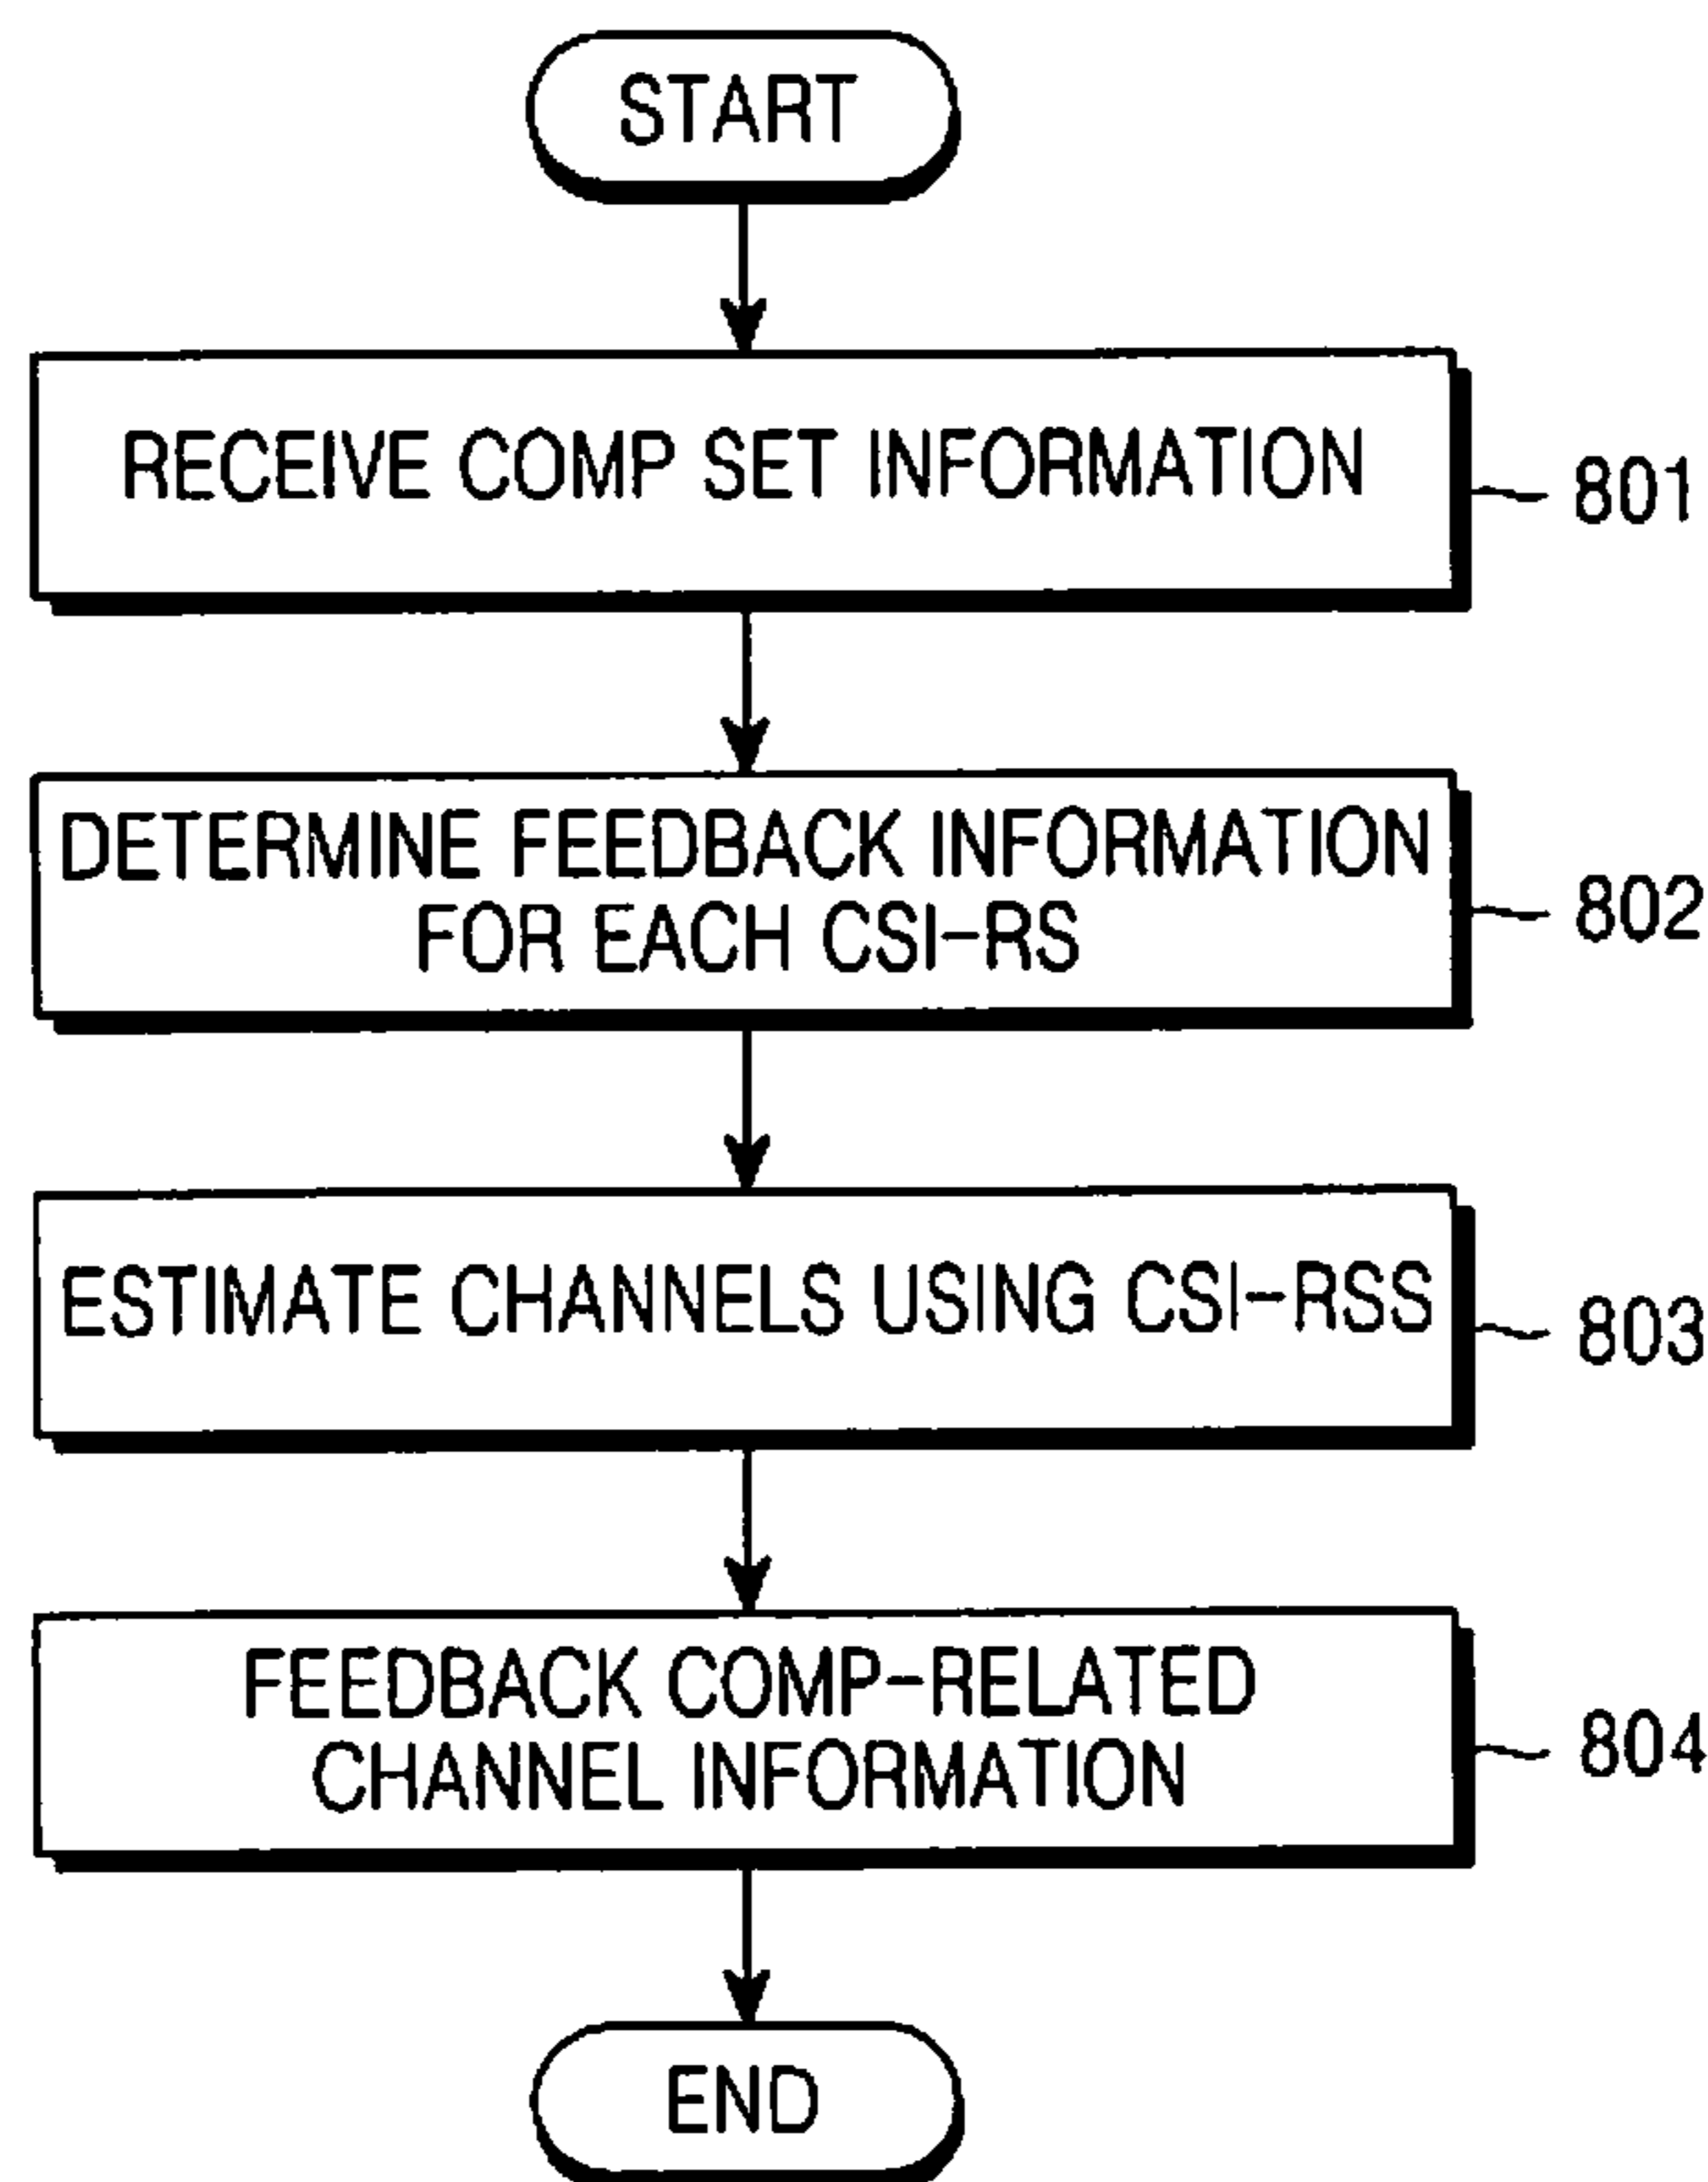 START
RECEIVE COMP SET INFORMATION
801
DETERMINE FEEDBACK INFORMATION
FOR EACH CSI-RS
802
ESTIMATE CHANNELS USING CSI-RSS
803
FEEDBACK COMP-RELATED
CHANNEL INFORMATION
804
END